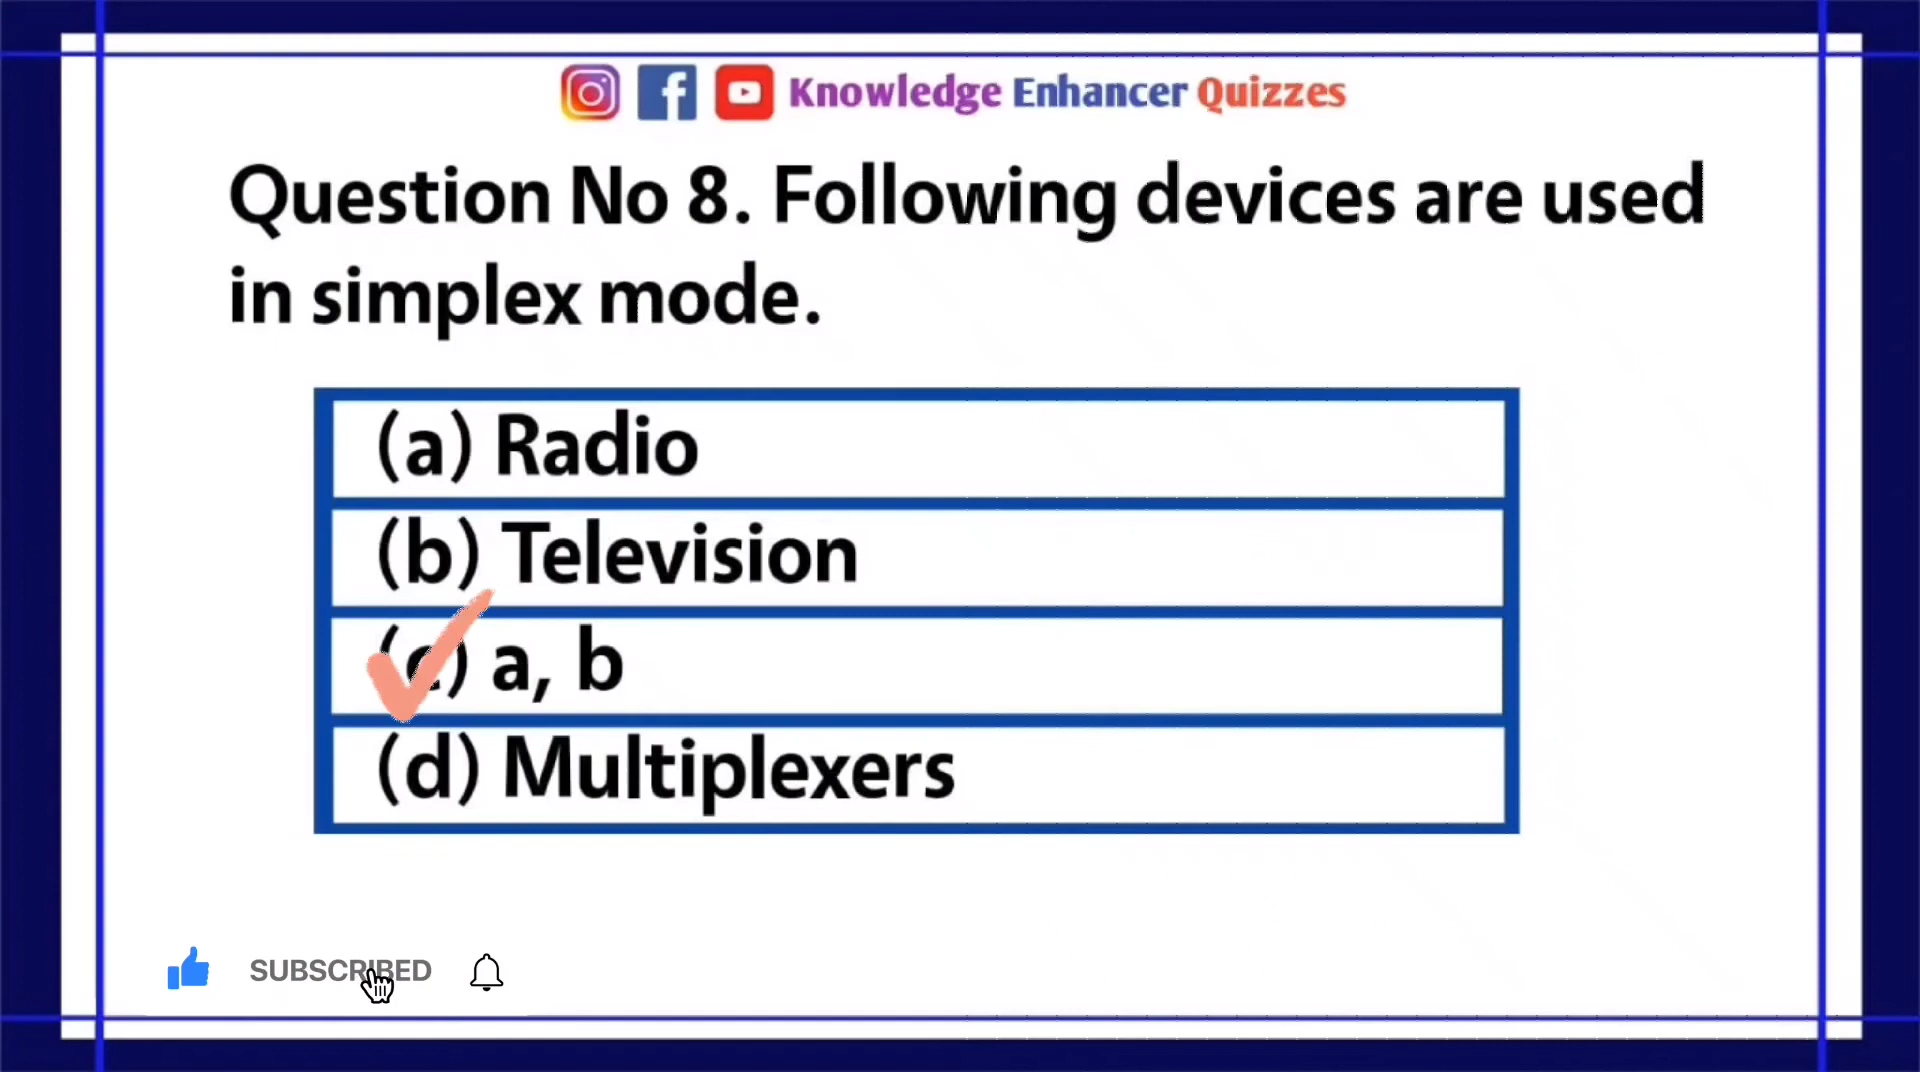 Knowledge Enhancer Quizzes
Question No 8. Following devices are used
in simplex mode.
(a) Radio
(b) Television
(c) a, b
(d) Multiplexers
SUBSCRIBED